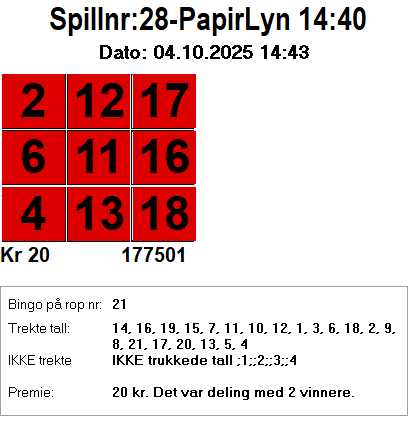 Spillnr:28-PapirLyn 14:40
Dato: 04.10.2025 14:43
2 12 17
6 11 16
4 13 18
Kr 20 177501
Bingo på rop nr: 21
Trekte tall: 14, 16, 19, 15, 7, 11, 10, 12, 1, 3, 6, 18, 2, 9,
8, 21, 17, 20, 13, 5, 4
IKKE trekte IKKE trukkede tall ;1;;2;;3;;4
Premie: 20 kr. Det var deling med 2 vinnere.